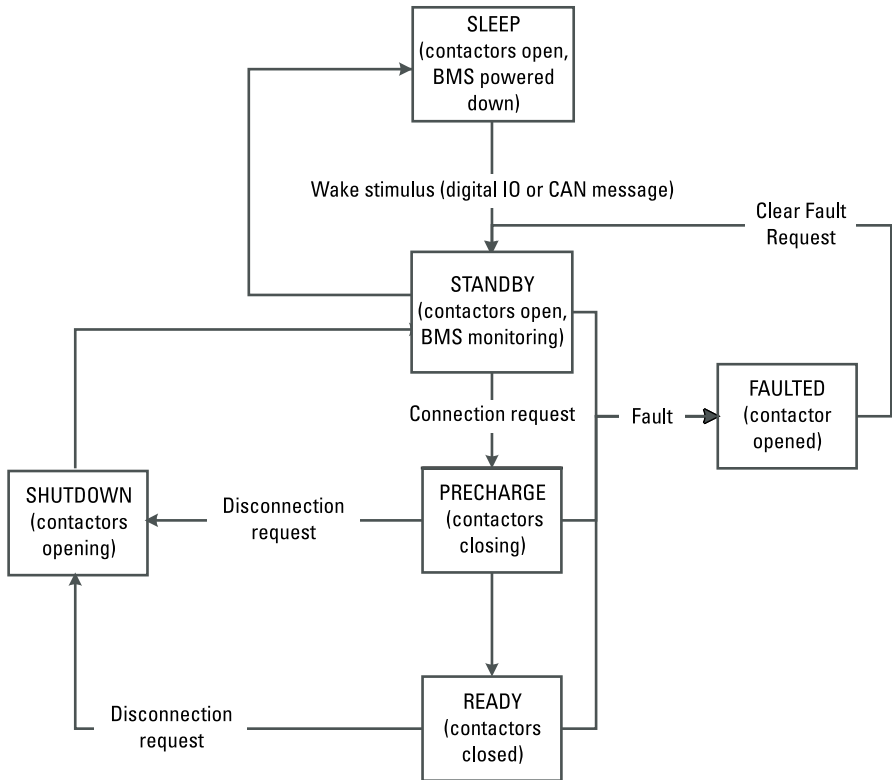 SLEEP
(contactors open,
BMS powered
down)
Wake stimulus (digital IO or CAN message)
Clear Fault
Request
STANDBY
(contactors open,
BMS monitoring)
Connection request
Fault
FAULTED
(contactor
opened)
SHUTDOWN
(contactors
opening)
Disconnection
request
PRECHARGE
(contactors
closing)
Disconnection
request
READY
(contactors
closed)